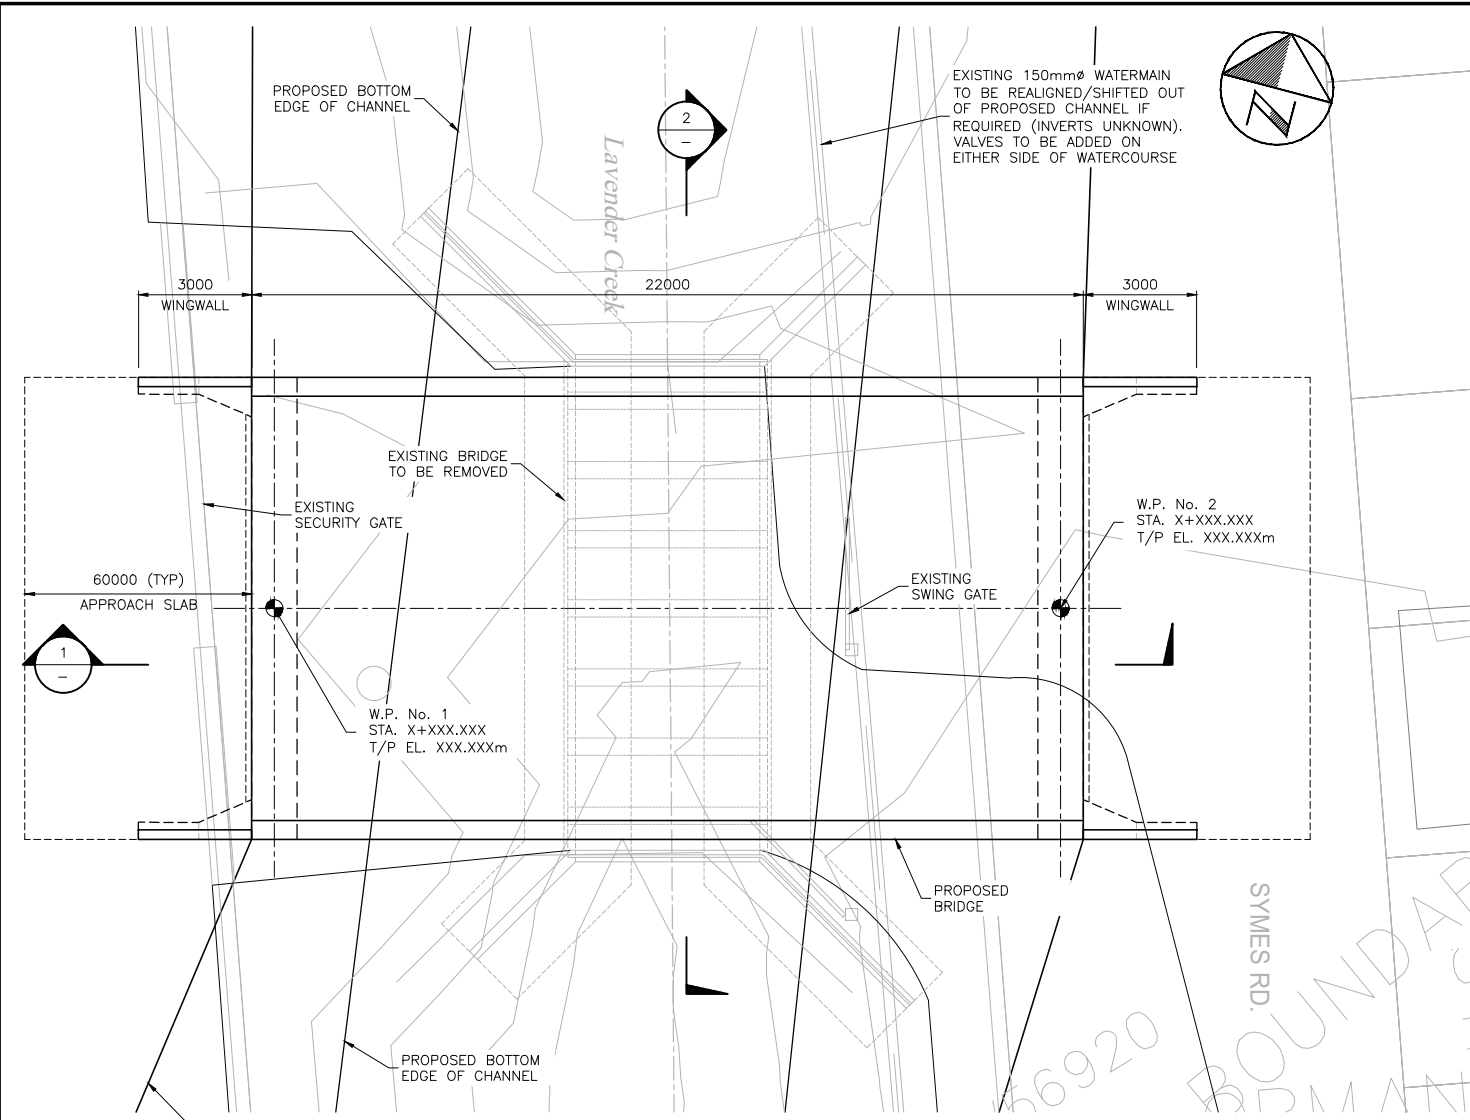 PROPOSED BOTTOM
EDGE OF CHANNEL
2
–
Lavender Creek
EXISTING 150mmø WATERMAIN
TO BE REALIGNED/SHIFTED OUT
OF PROPOSED CHANNEL IF
REQUIRED (INVERTS UNKNOWN).
VALVES TO BE ADDED ON
EITHER SIDE OF WATERCOURSE
N
3000
WINGWALL
22000
3000
WINGWALL
EXISTING BRIDGE
TO BE REMOVED
EXISTING
SECURITY GATE
W.P. No. 2
STA. X+XXX.XXX
T/P EL. XXX.XXXm
60000 (TYP)
APPROACH SLAB
EXISTING
SWING GATE
1
–
W.P. No. 1
STA. X+XXX.XXX
T/P EL. XXX.XXXm
PROPOSED
BRIDGE
SYMES RD.
PROPOSED BOTTOM
EDGE OF CHANNEL
66920